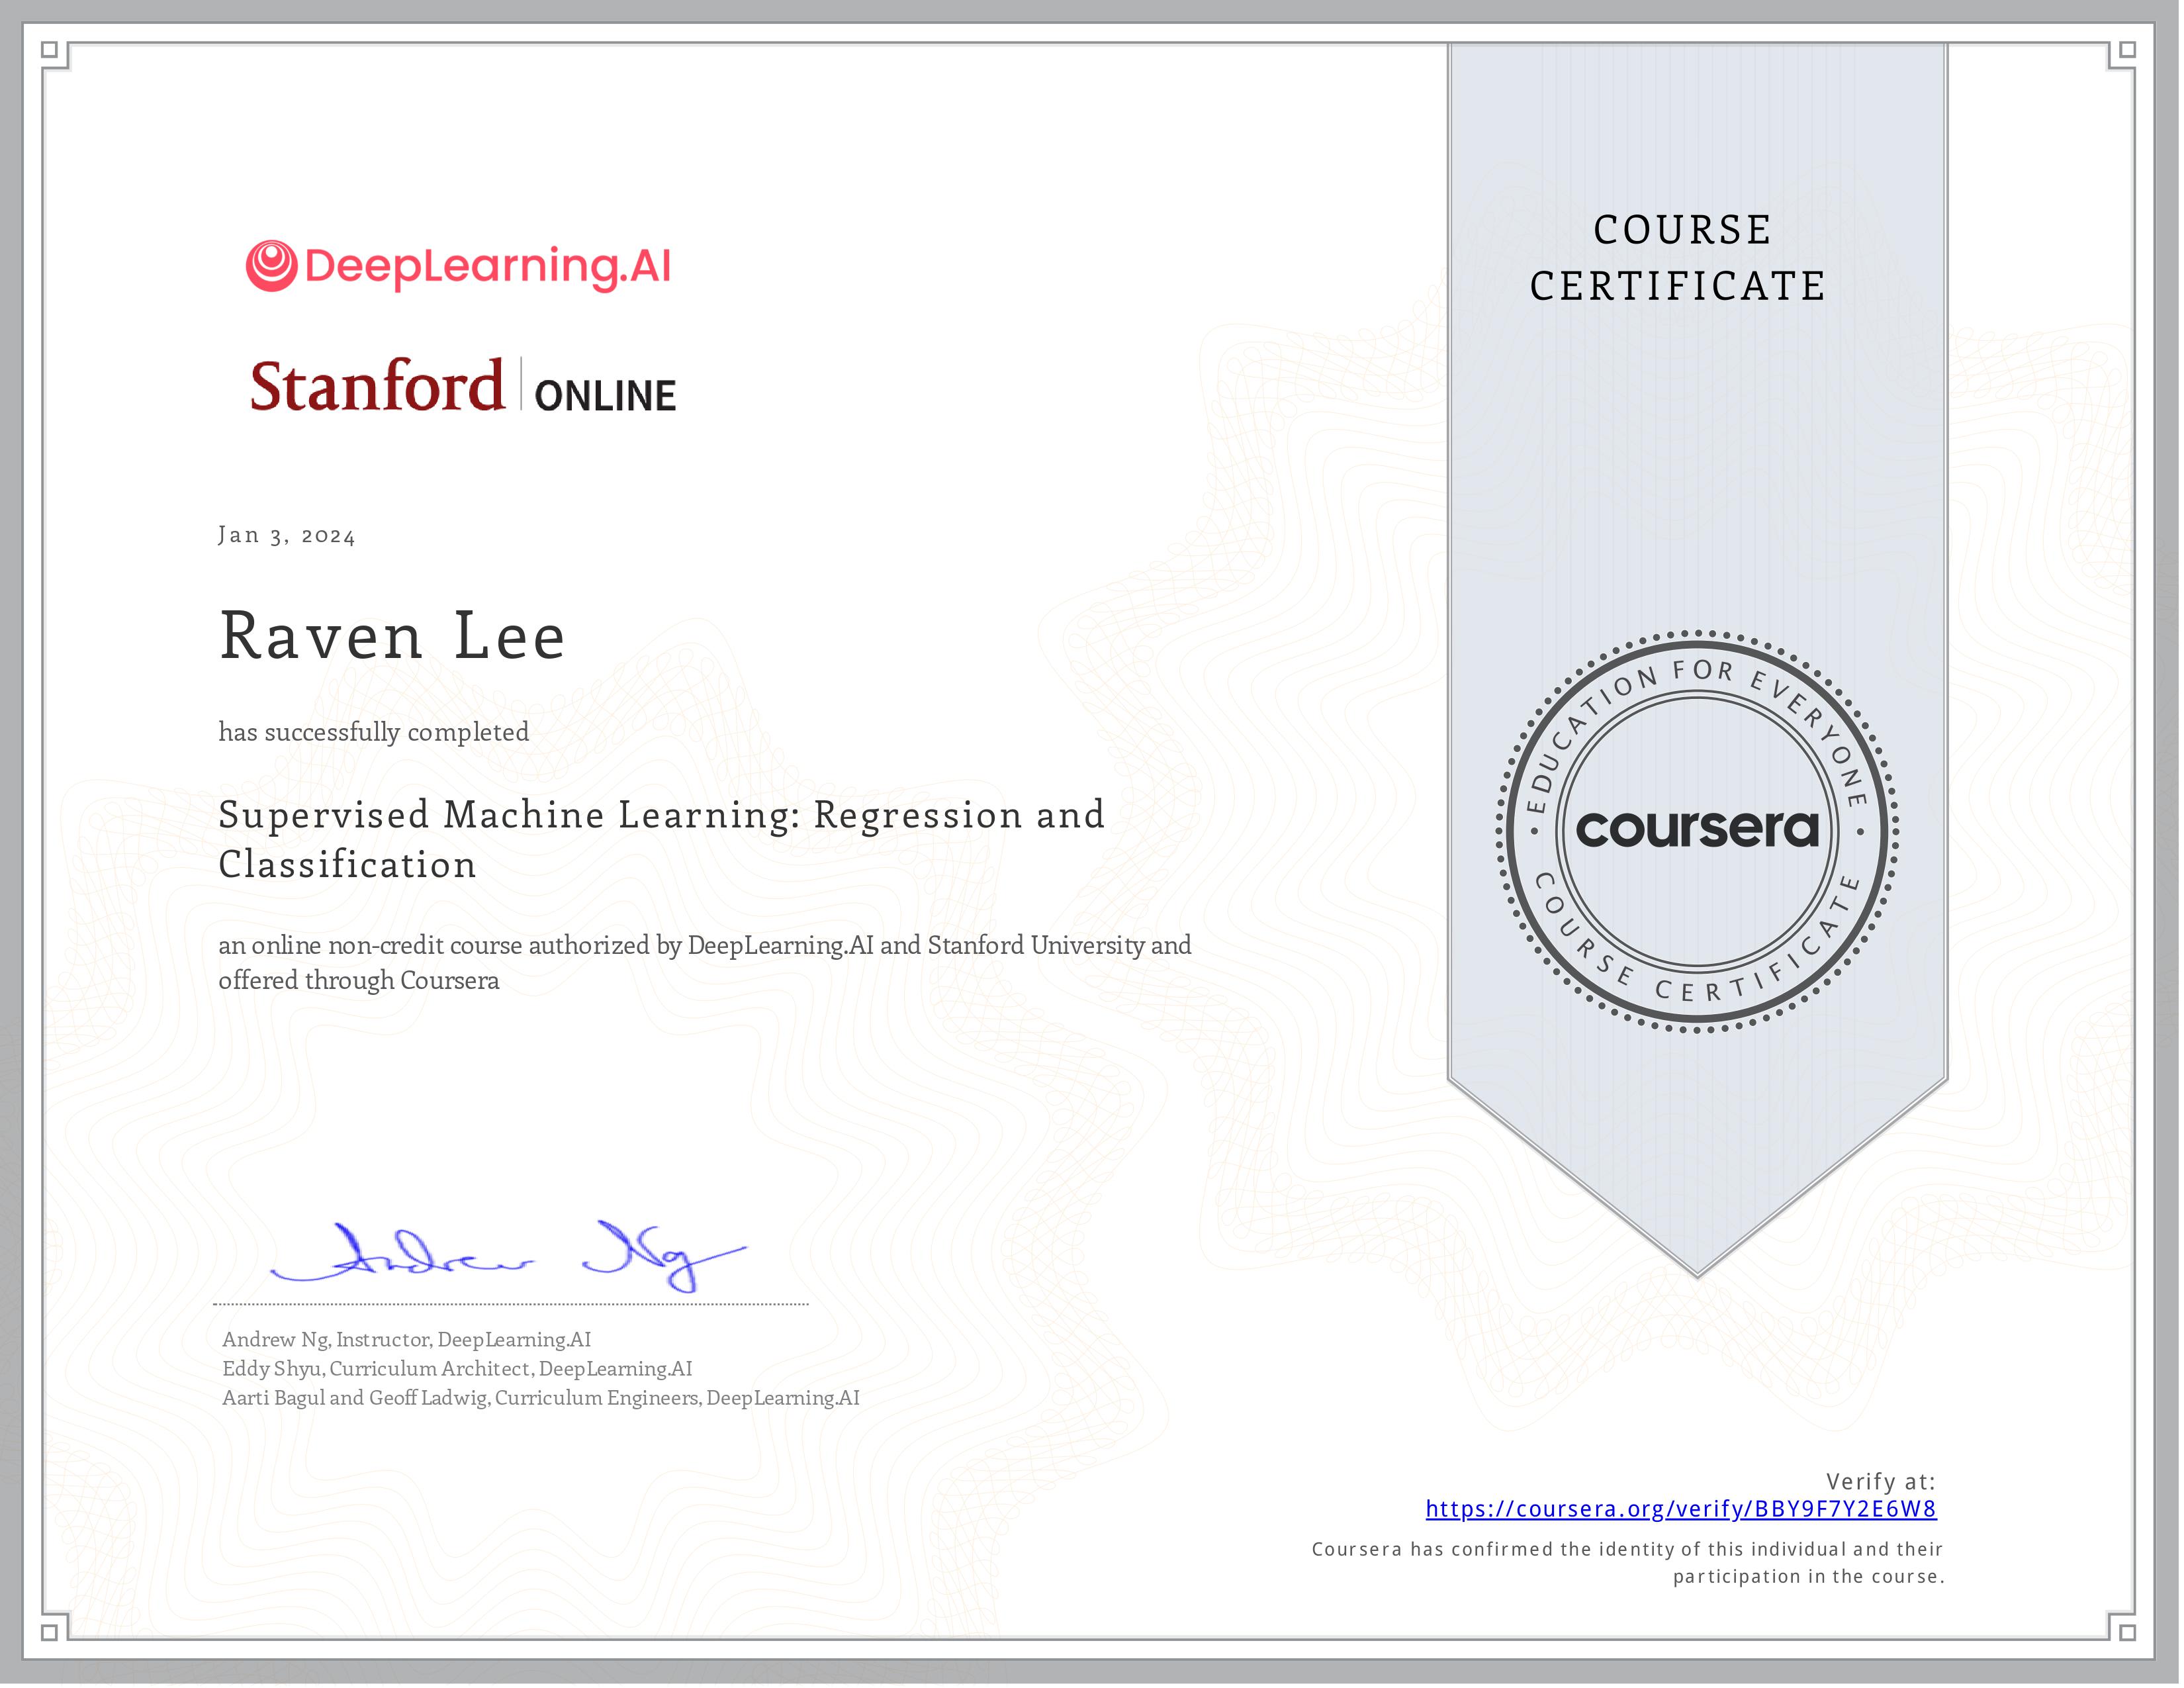 DeepLearning.AI
Stanford | ONLINE
Jan 3, 2024
Raven Lee
has successfully completed
Supervised Machine Learning: Regression and
Classification
an online non-credit course authorized by DeepLearning.AI and Stanford University and
offered through Coursera
Andrew Ng
Andrew Ng, Instructor, DeepLearning.AI
Eddy Shyu, Curriculum Architect, DeepLearning.AI
Aarti Bagul and Geoff Ladwig, Curriculum Engineers, DeepLearning.AI
COURSE
CERTIFICATE
EDUCATION FOR EVERYONE
coursera
COURSE CERTIFICATE
Verify at:
https://coursera.org/verify/BBY9F7Y2E6W8
Coursera has confirmed the identity of this individual and their
participation in the course.